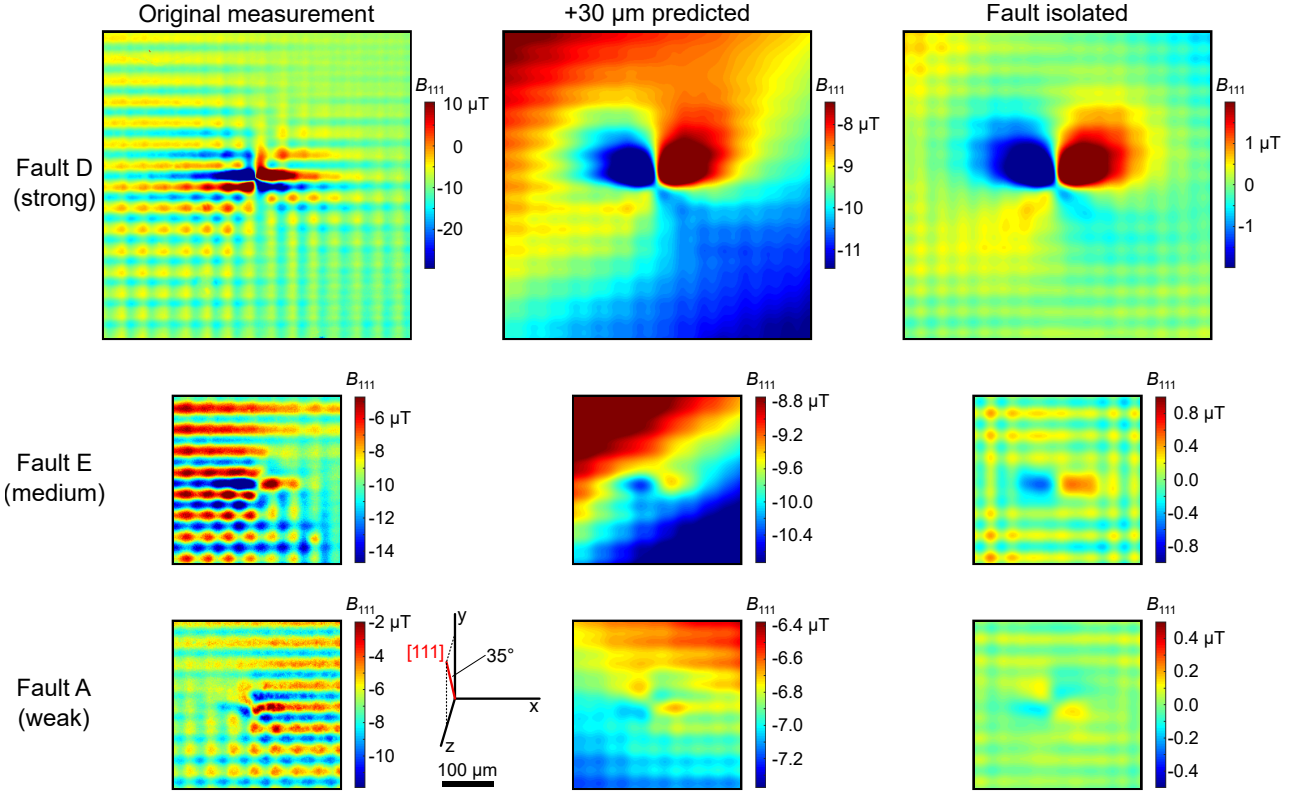 Original measurement
+30 µm predicted
Fault isolated
Fault D
(strong)
B111
10 µT
0
-10
-20
B111
-8 µT
-9
-10
-11
B111
1 µT
0
-1
Fault E
(medium)
B111
-6 µT
-8
-10
-12
-14
B111
-8.8 µT
-9.2
-9.6
-10.0
-10.4
B111
0.8 µT
0.4
0.0
-0.4
-0.8
Fault A
(weak)
B111
-2 µT
-4
-6
-8
-10
y
[111]
35°
x
z
100 µm
B111
-6.4 µT
-6.6
-6.8
-7.0
-7.2
B111
0.4 µT
0.2
0.0
-0.2
-0.4